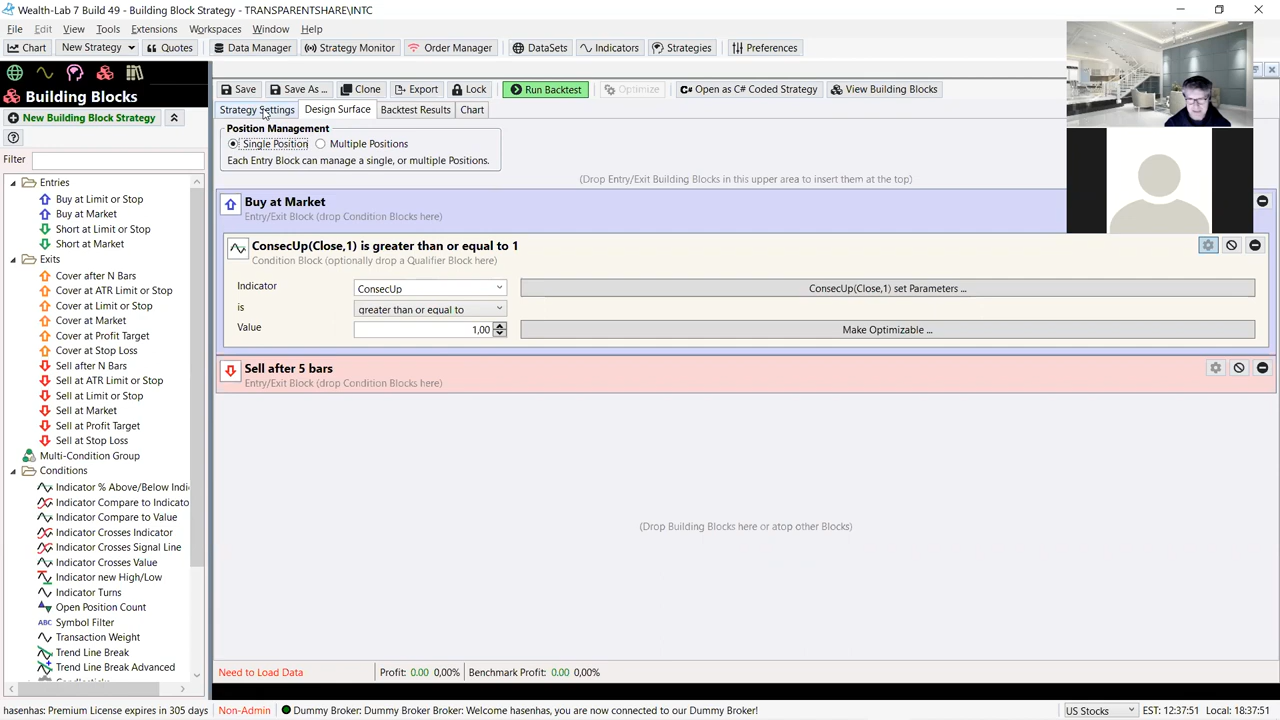 Wealth-Lab 7 Build 49 - Building Block Strategy - TRANSPARENTSHARE\INTC
File Edit View Tools Extensions Workspaces Window Help
Chart New Strategy Quotes Data Manager Strategy Monitor Order Manager DataSets Indicators Strategies Preferences
Building Blocks
New Building Block Strategy
Filter
Entries
Buy at Limit or Stop
Buy at Market
Short at Limit or Stop
Short at Market
Exits
Cover after N Bars
Cover at ATR Limit or Stop
Cover at Limit or Stop
Cover at Market
Cover at Profit Target
Cover at Stop Loss
Sell after N Bars
Sell at ATR Limit or Stop
Sell at Limit or Stop
Sell at Market
Sell at Profit Target
Sell at Stop Loss
Multi-Condition Group
Conditions
Indicator % Above/Below Indi
Indicator Compare to Indicato
Indicator Compare to Value
Indicator Crosses Indicator
Indicator Crosses Signal Line
Indicator Crosses Value
Indicator new High/Low
Indicator Turns
Open Position Count
ABC Symbol Filter
Transaction Weight
Trend Line Break
Trend Line Break Advanced
Save Save As ... Clone Export Lock Run Backtest Optimize Open as C# Coded Strategy View Building Blocks
Strategy Settings Design Surface Backtest Results Chart
Position Management
Single Position Multiple Positions
Each Entry Block can manage a single, or multiple Positions.
(Drop Entry/Exit Building Blocks in this upper area to insert them at the top)
Buy at Market
Entry/Exit Block (drop Condition Blocks here)
ConsecUp(Close,1) is greater than or equal to 1
Condition Block (optionally drop a Qualifier Block here)
Indicator ConsecUp ConsecUp(Close,1) set Parameters ...
is greater than or equal to
Value 1,00 Make Optimizable ...
Sell after 5 bars
Entry/Exit Block (drop Condition Blocks here)
(Drop Building Blocks here or atop other Blocks)
Need to Load Data Profit: 0.00 0,00% Benchmark Profit: 0.00 0,00%
hasenhas: Premium License expires in 305 days Non-Admin Dummy Broker: Dummy Broker Broker: Welcome hasenhas, you are now connected to our Dummy Broker! US Stocks EST: 12:37:51 Local: 18:37:51